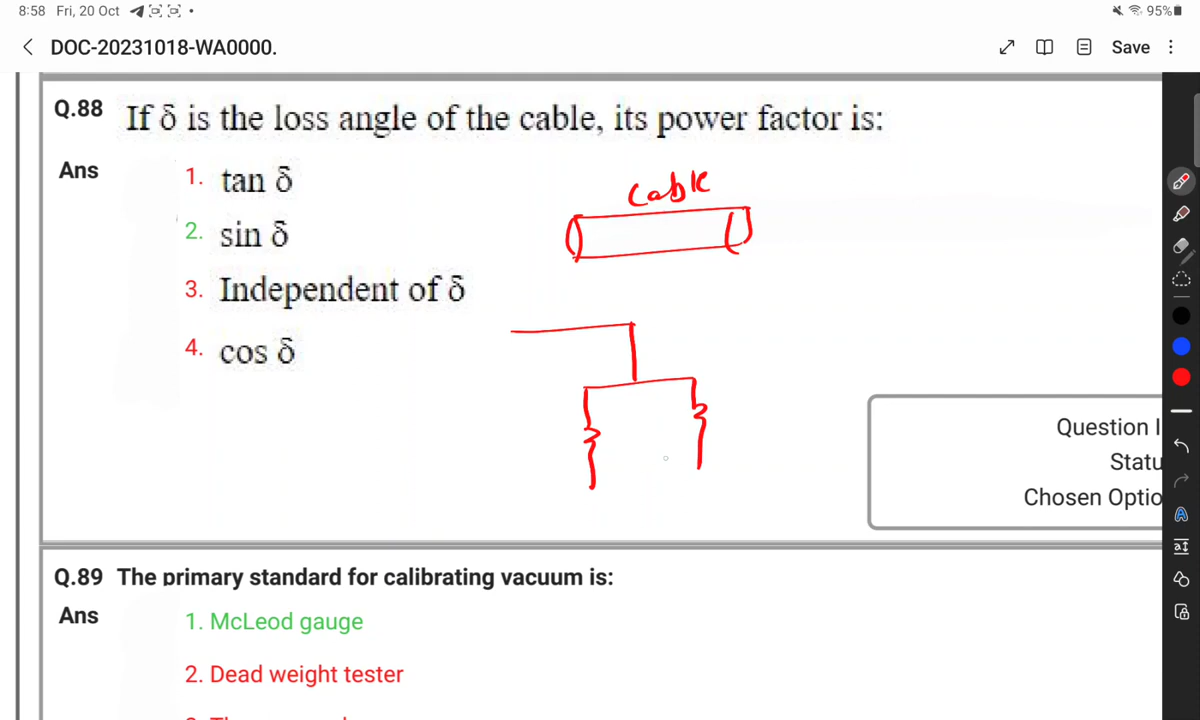 8:58 Fri, 20 Oct
95%
DOC-20231018-WA0000.
Save
Q.88 If δ is the loss angle of the cable, its power factor is:
Ans
1. tan δ
2. sin δ
3. Independent of δ
4. cos δ
Cable
Question I
Statu
Chosen Optio
Q.89 The primary standard for calibrating vacuum is:
Ans
1. McLeod gauge
2. Dead weight tester